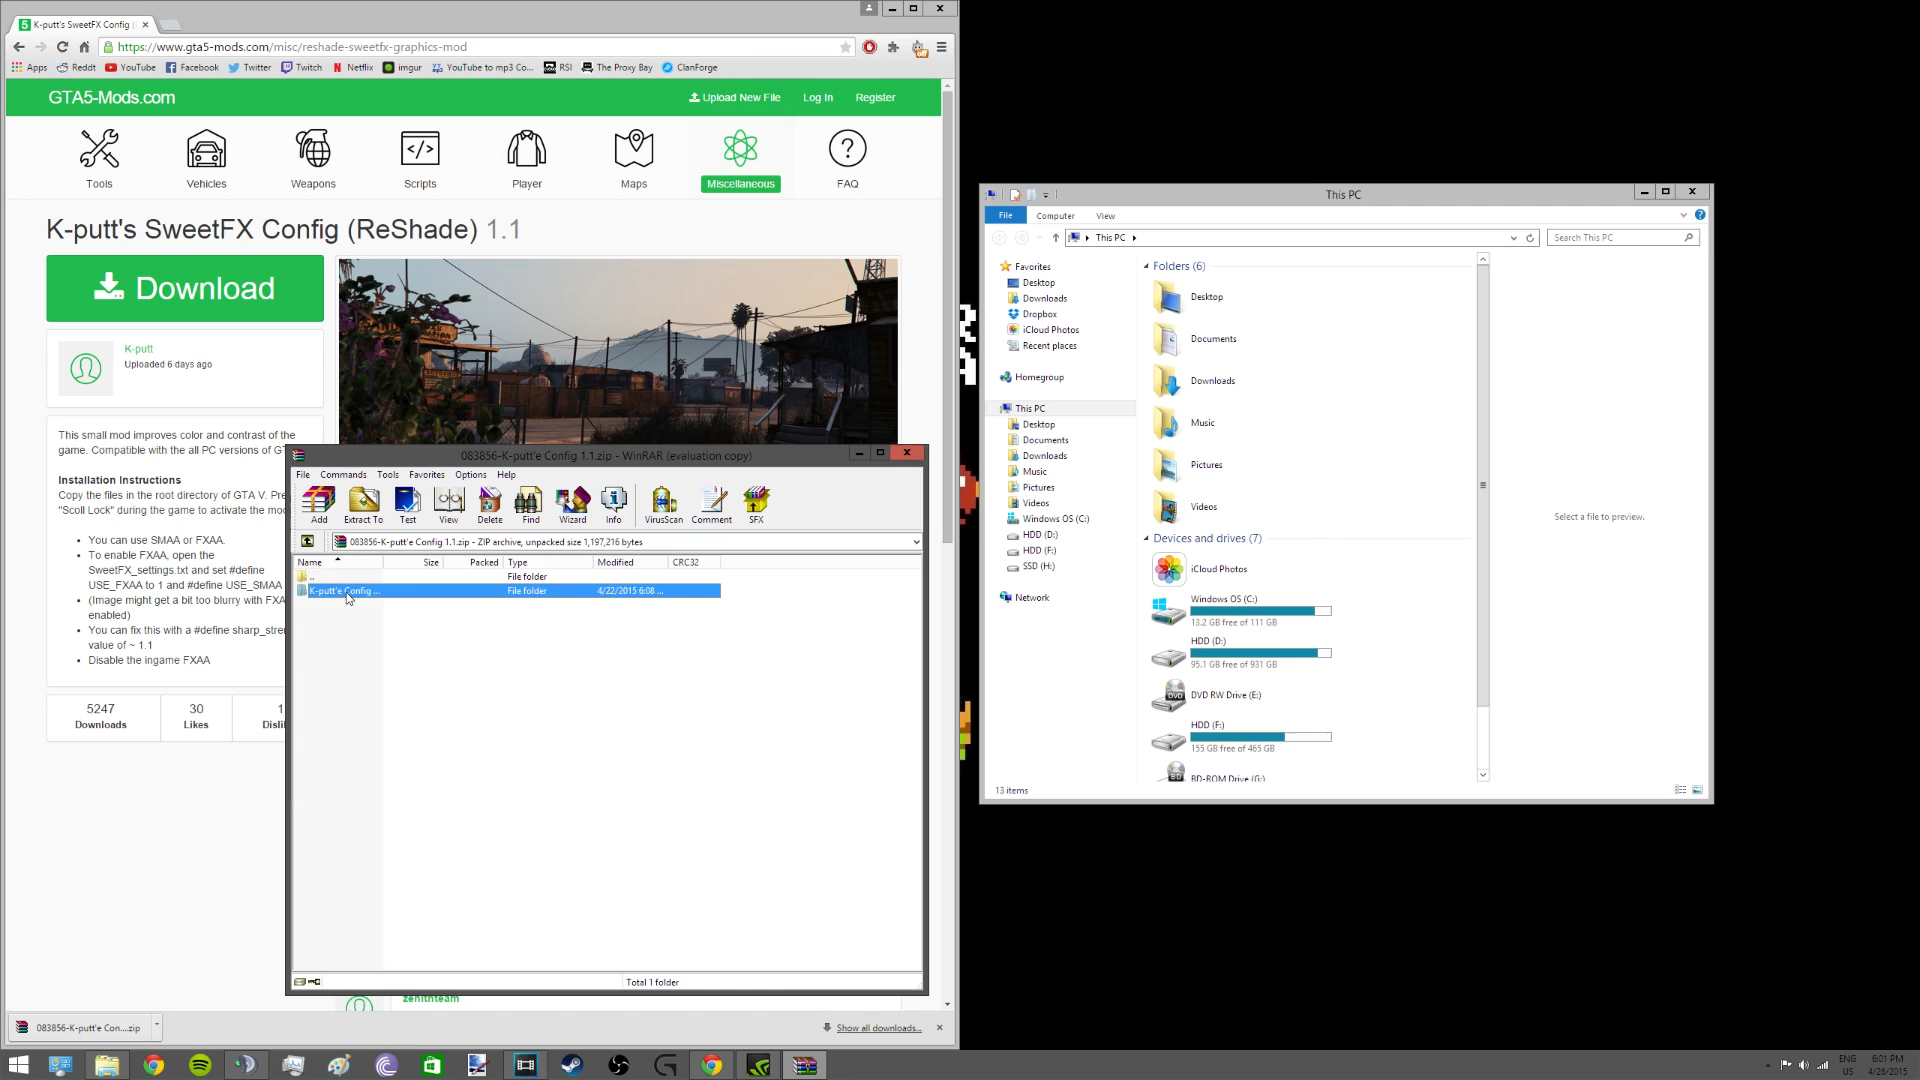 K-putt's SweetFX Config (
https://www.gta5-mods.com/misc/reshade-sweetfx-graphics-mod
Apps Reddt YouTube Facebook Twitter Twitch Netflix imgur YouTube to mp3 Co... RSI The Proxy Bay ClanForge
GTA5-Mods.com Upload New File Log In Register
Tools Vehicles Weapons Scripts Player Maps Miscellaneous FAQ
K-putt's SweetFX Config (ReShade) 1.1
Download
K-putt
Uploaded 6 days ago
This small mod improves color and contrast of the
game. Compatible with the all PC versions of GT
Installation Instructions
Copy the files in the root directory of GTA V. Pre
"Scoll Lock" during the game to activate the mo
You can use SMAA or FXAA.
To enable FXAA, open the
SweetFX_settings.txt and set #define
USE_FXAA to 1 and #define USE_SMAA
(Image might get a bit too blurry with FXA
enabled)
You can fix this with a #define sharp_stre
value of ~ 1.1
Disable the ingame FXAA
5247 30 1
Downloads Likes Disli
083856-K-putt'e Config 1.1.zip - WinRAR (evaluation copy)
File Commands Tools Favorites Options Help
Add Extract To Test View Delete Find Wizard Info VirusScan Comment SFX
083856-K-putt'e Config 1.1.zip - ZIP archive, unpacked size 1,197,216 bytes
Name Size Packed Type Modified CRC32
.. File folder
K-putt'e Config ... File folder 4/22/2015 6:08 ...
Total 1 folder
zenithteam
083856-K-putt'e Con....zip
Show all downloads...
This PC
File Computer View
This PC
Search This PC
Favorites
Desktop
Downloads
Dropbox
iCloud Photos
Recent places
Homegroup
This PC
Desktop
Documents
Downloads
Music
Pictures
Videos
Windows OS (C:)
HDD (D:)
HDD (F:)
SSD (H:)
Network
Folders (6)
Desktop
Documents
Downloads
Music
Pictures
Videos
Devices and drives (7)
iCloud Photos
Windows OS (C:)
13.2 GB free of 111 GB
HDD (D:)
95.1 GB free of 931 GB
DVD RW Drive (E:)
HDD (F:)
155 GB free of 465 GB
BD-ROM Drive (G:)
Select a file to preview.
13 items
ENG
US
6:01 PM
4/26/2015